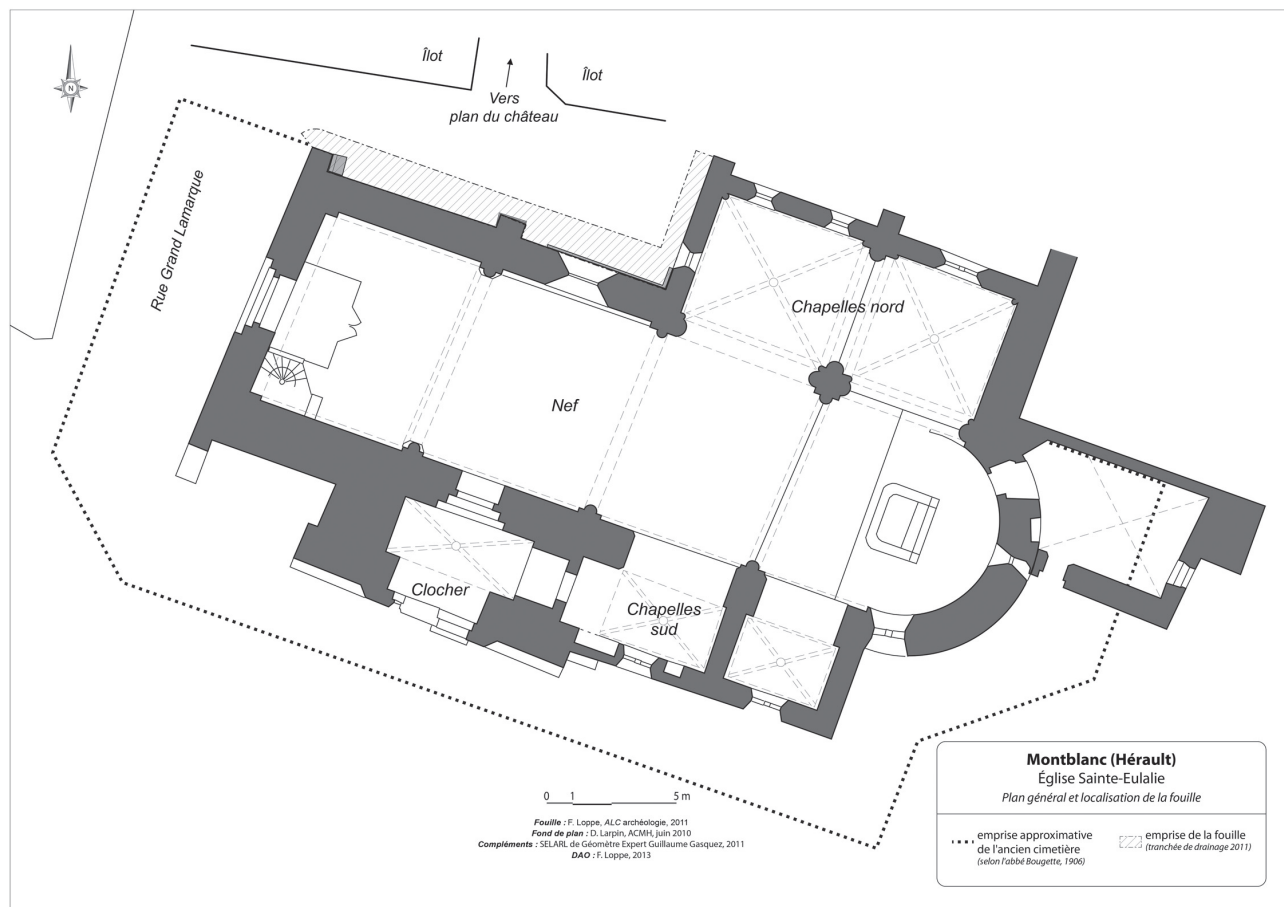 Îlot
Îlot
N
Vers
plan du château
Rue Grand Lamarque
Chapelles nord
Nef
Clocher
Chapelles
sud
0 1 5 m
Fouille : F. Loppe, ALC archéologie, 2011
Fond de plan : D. Larpin, ACMH, juin 2010
Compléments : SELARL de Géomètre Expert Guillaume Gasquez, 2011
DAO : F. Loppe, 2013
Montblanc (Hérault)
Église Sainte-Eulalie
Plan général et localisation de la fouille
emprise approximative
de l'ancien cimetière
(selon l'abbé Bougette, 1906)
emprise de la fouille
(tranchée de drainage 2011)